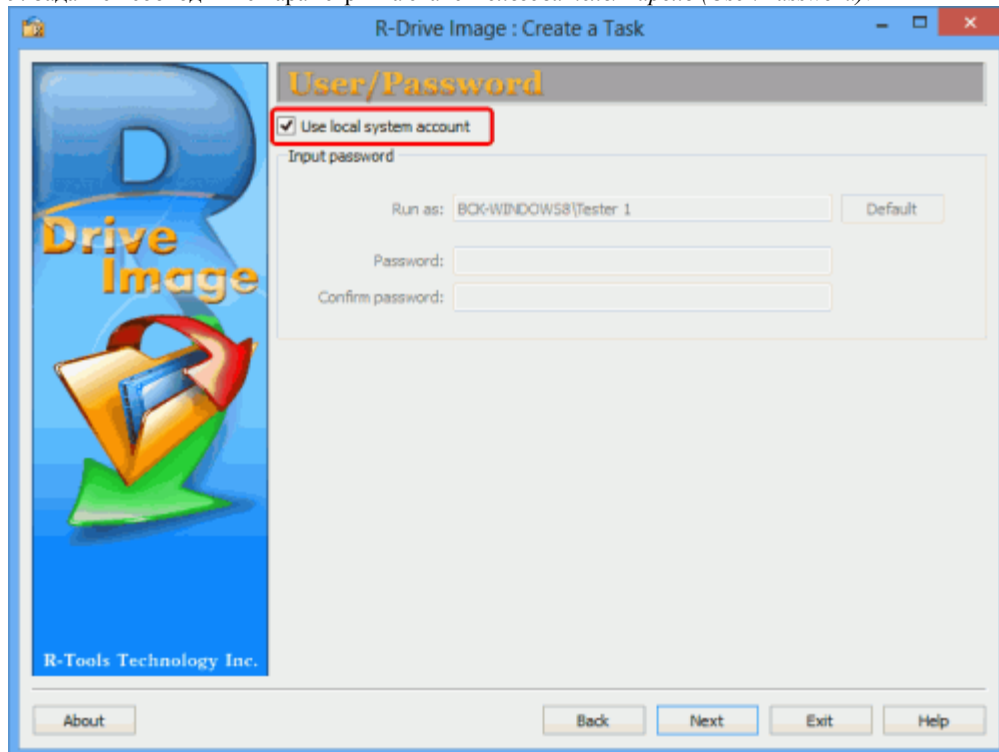 R-Drive Image : Create a Task
User/Password
Use local system account
Input password
Run as: BCK-WINDOWS8\Tester 1 Default
Password:
Confirm password:
R
Drive
Image
R-Tools Technology Inc.
About Back Next Exit Help